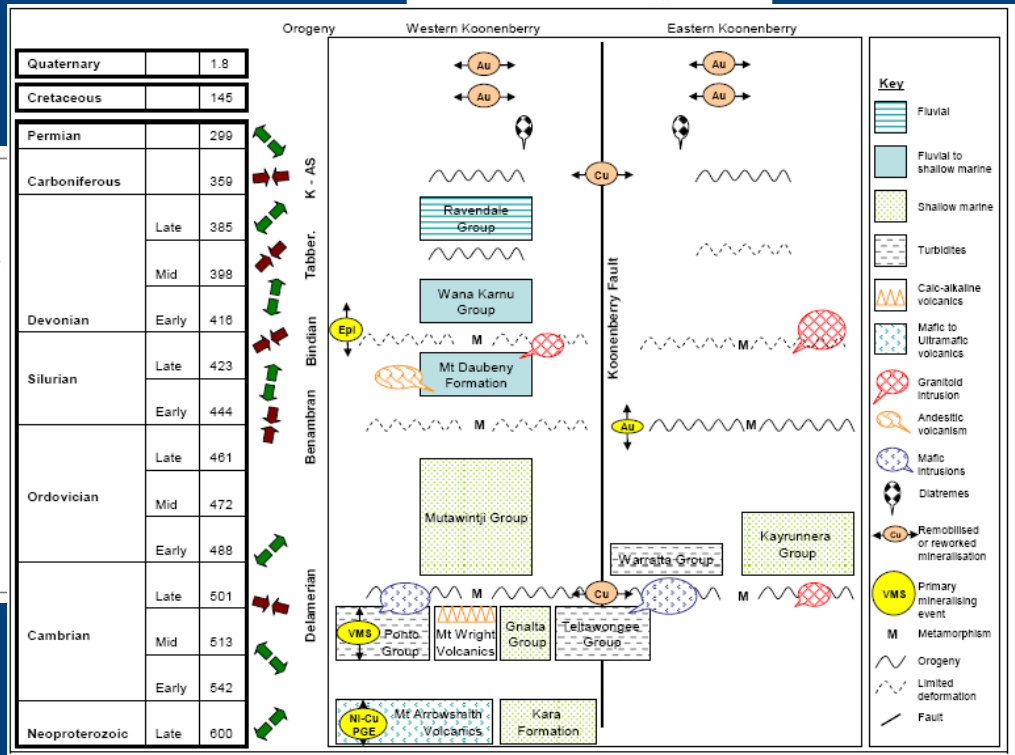 Orogeny
Western Koonenberry
Eastern Koonenberry
Quaternary 1.8
Cretaceous 145
Permian 299
Carboniferous 359
Late 385
Mid 398
Devonian Early 416
Silurian Late 423
Early 444
Late 461
Ordovician Mid 472
Early 488
Late 501
Cambrian Mid 513
Early 542
Neoproterozoic Late 600
K - AS
Tabber.
Bindian
Benambran
Delamerian
Au
Au
Au
Au
Cu
Ravendale
Group
Wana Karnu
Group
Epi
M
Mt Daubeny
Formation
M
M
Au
M
Mutawintji Group
Kayrunnera
Group
Warratta Group
M
Cu
M
VMS
Ponto
Group
Mt Wright
Volcanics
Gnalta
Group
Teltawongee
Group
Ni-Cu
PGE
Mt Arrowsmith
Volcanics
Kara
Formation
Koonenberry Fault
Key
Fluvial
Fluvial to
shallow marine
Shallow marine
Turbidites
Calc-alkaline
volcanics
Mafic to
Ultramafic
volcanics
Granitoid
intrusion
Andesitic
volcanism
Mafic
intrusions
Diatremes
Cu
Remobilised
or reworked
mineralisation
VMS
Primary
mineralising
event
M
Metamorphism
Orogeny
Limited
deformation
Fault